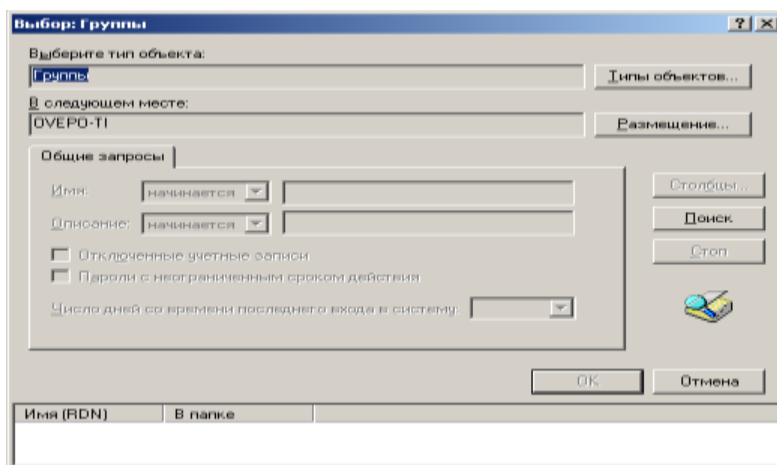 Выбор: Группы
Выберите тип объекта:
Группы
Типы объектов...
В следующем месте:
OVEPO-TI
Размещение...
Общие запросы
Имя: начинается
Столбцы...
Описание: начинается
Поиск
Отключенные учетные записи
Стоп
Пароли с неограниченным сроком действия
Число дней со времени последнего входа в систему:
OK
Отмена
Имя (RDN) В папке